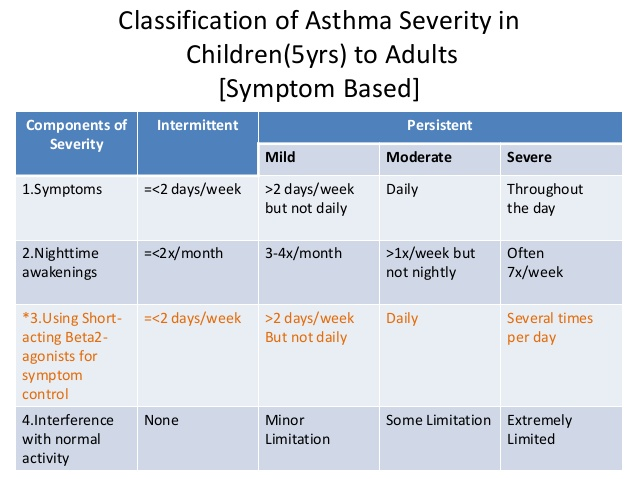 Classification of Asthma Severity in
Children(5yrs) to Adults
[Symptom Based]
Components of
Severity
Intermittent
Persistent
Mild
Moderate
Severe
1.Symptoms
=<2 days/week
>2 days/week
but not daily
Daily
Throughout
the day
2.Nighttime
awakenings
=<2x/month
3-4x/month
>1x/week but
not nightly
Often
7x/week
*3.Using Short-
acting Beta2-
agonists for
symptom
control
=<2 days/week
>2 days/week
But not daily
Daily
Several times
per day
4.Interference
with normal
activity
None
Minor
Limitation
Some Limitation
Extremely
Limited